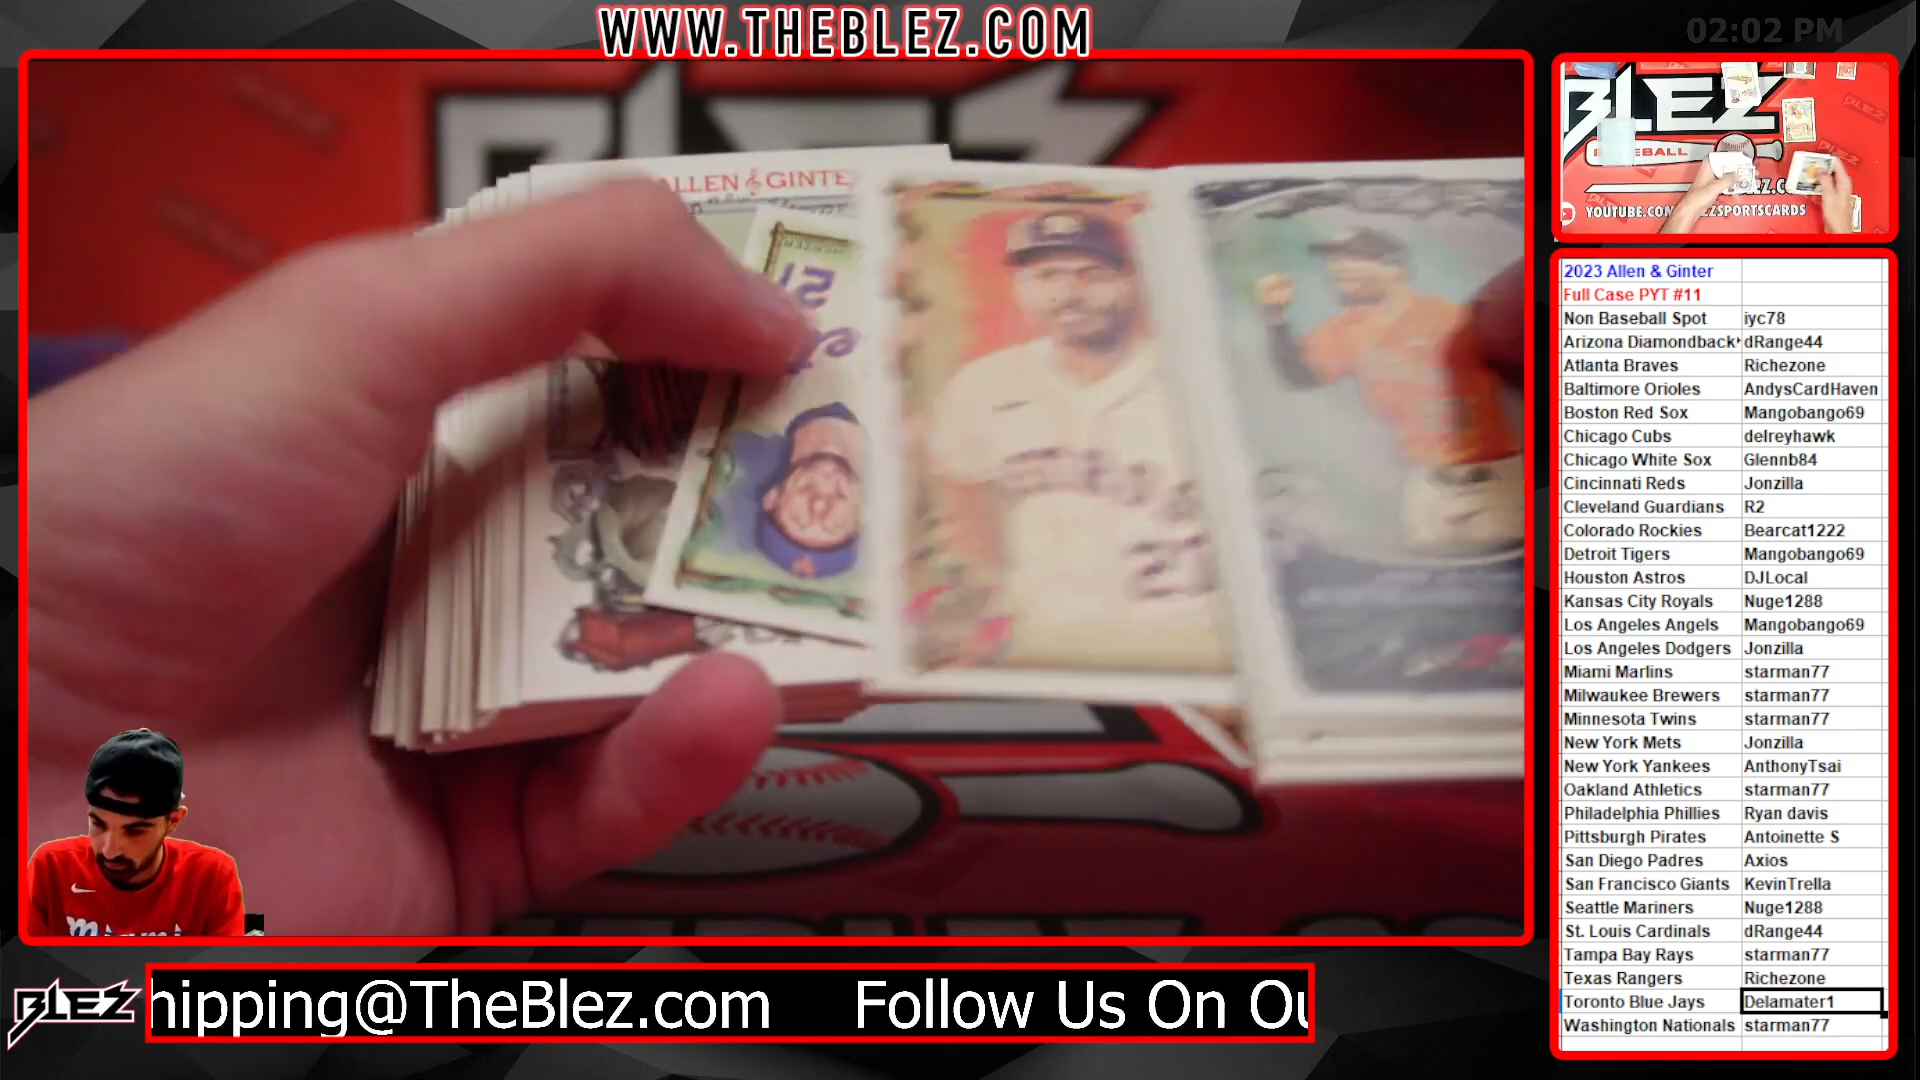 WWW.THEBLEZ.COM
02:02 PM
ALLEN & GINTE
BLEZ
BASEBALL
YOUTUBE.COM
ZSPORTSCARDS
2023 Allen & Ginter
Full Case PYT #11
Non Baseball Spot iyc78
Arizona Diamondback dRange44
Atlanta Braves Richezone
Baltimore Orioles AndysCardHaven
Boston Red Sox Mangobango69
Chicago Cubs delreyhawk
Chicago White Sox Glennb84
Cincinnati Reds Jonzilla
Cleveland Guardians R2
Colorado Rockies Bearcat1222
Detroit Tigers Mangobango69
Houston Astros DJLocal
Kansas City Royals Nuge1288
Los Angeles Angels Mangobango69
Los Angeles Dodgers Jonzilla
Miami Marlins starman77
Milwaukee Brewers starman77
Minnesota Twins starman77
New York Mets Jonzilla
New York Yankees AnthonyTsai
Oakland Athletics starman77
Philadelphia Phillies Ryan davis
Pittsburgh Pirates Antoinette S
San Diego Padres Axios
San Francisco Giants KevinTrella
Seattle Mariners Nuge1288
St. Louis Cardinals dRange44
Tampa Bay Rays starman77
Texas Rangers Richezone
Toronto Blue Jays Delamater1
Washington Nationals starman77
BLEZ
hipping@TheBlez.com Follow Us On Ou